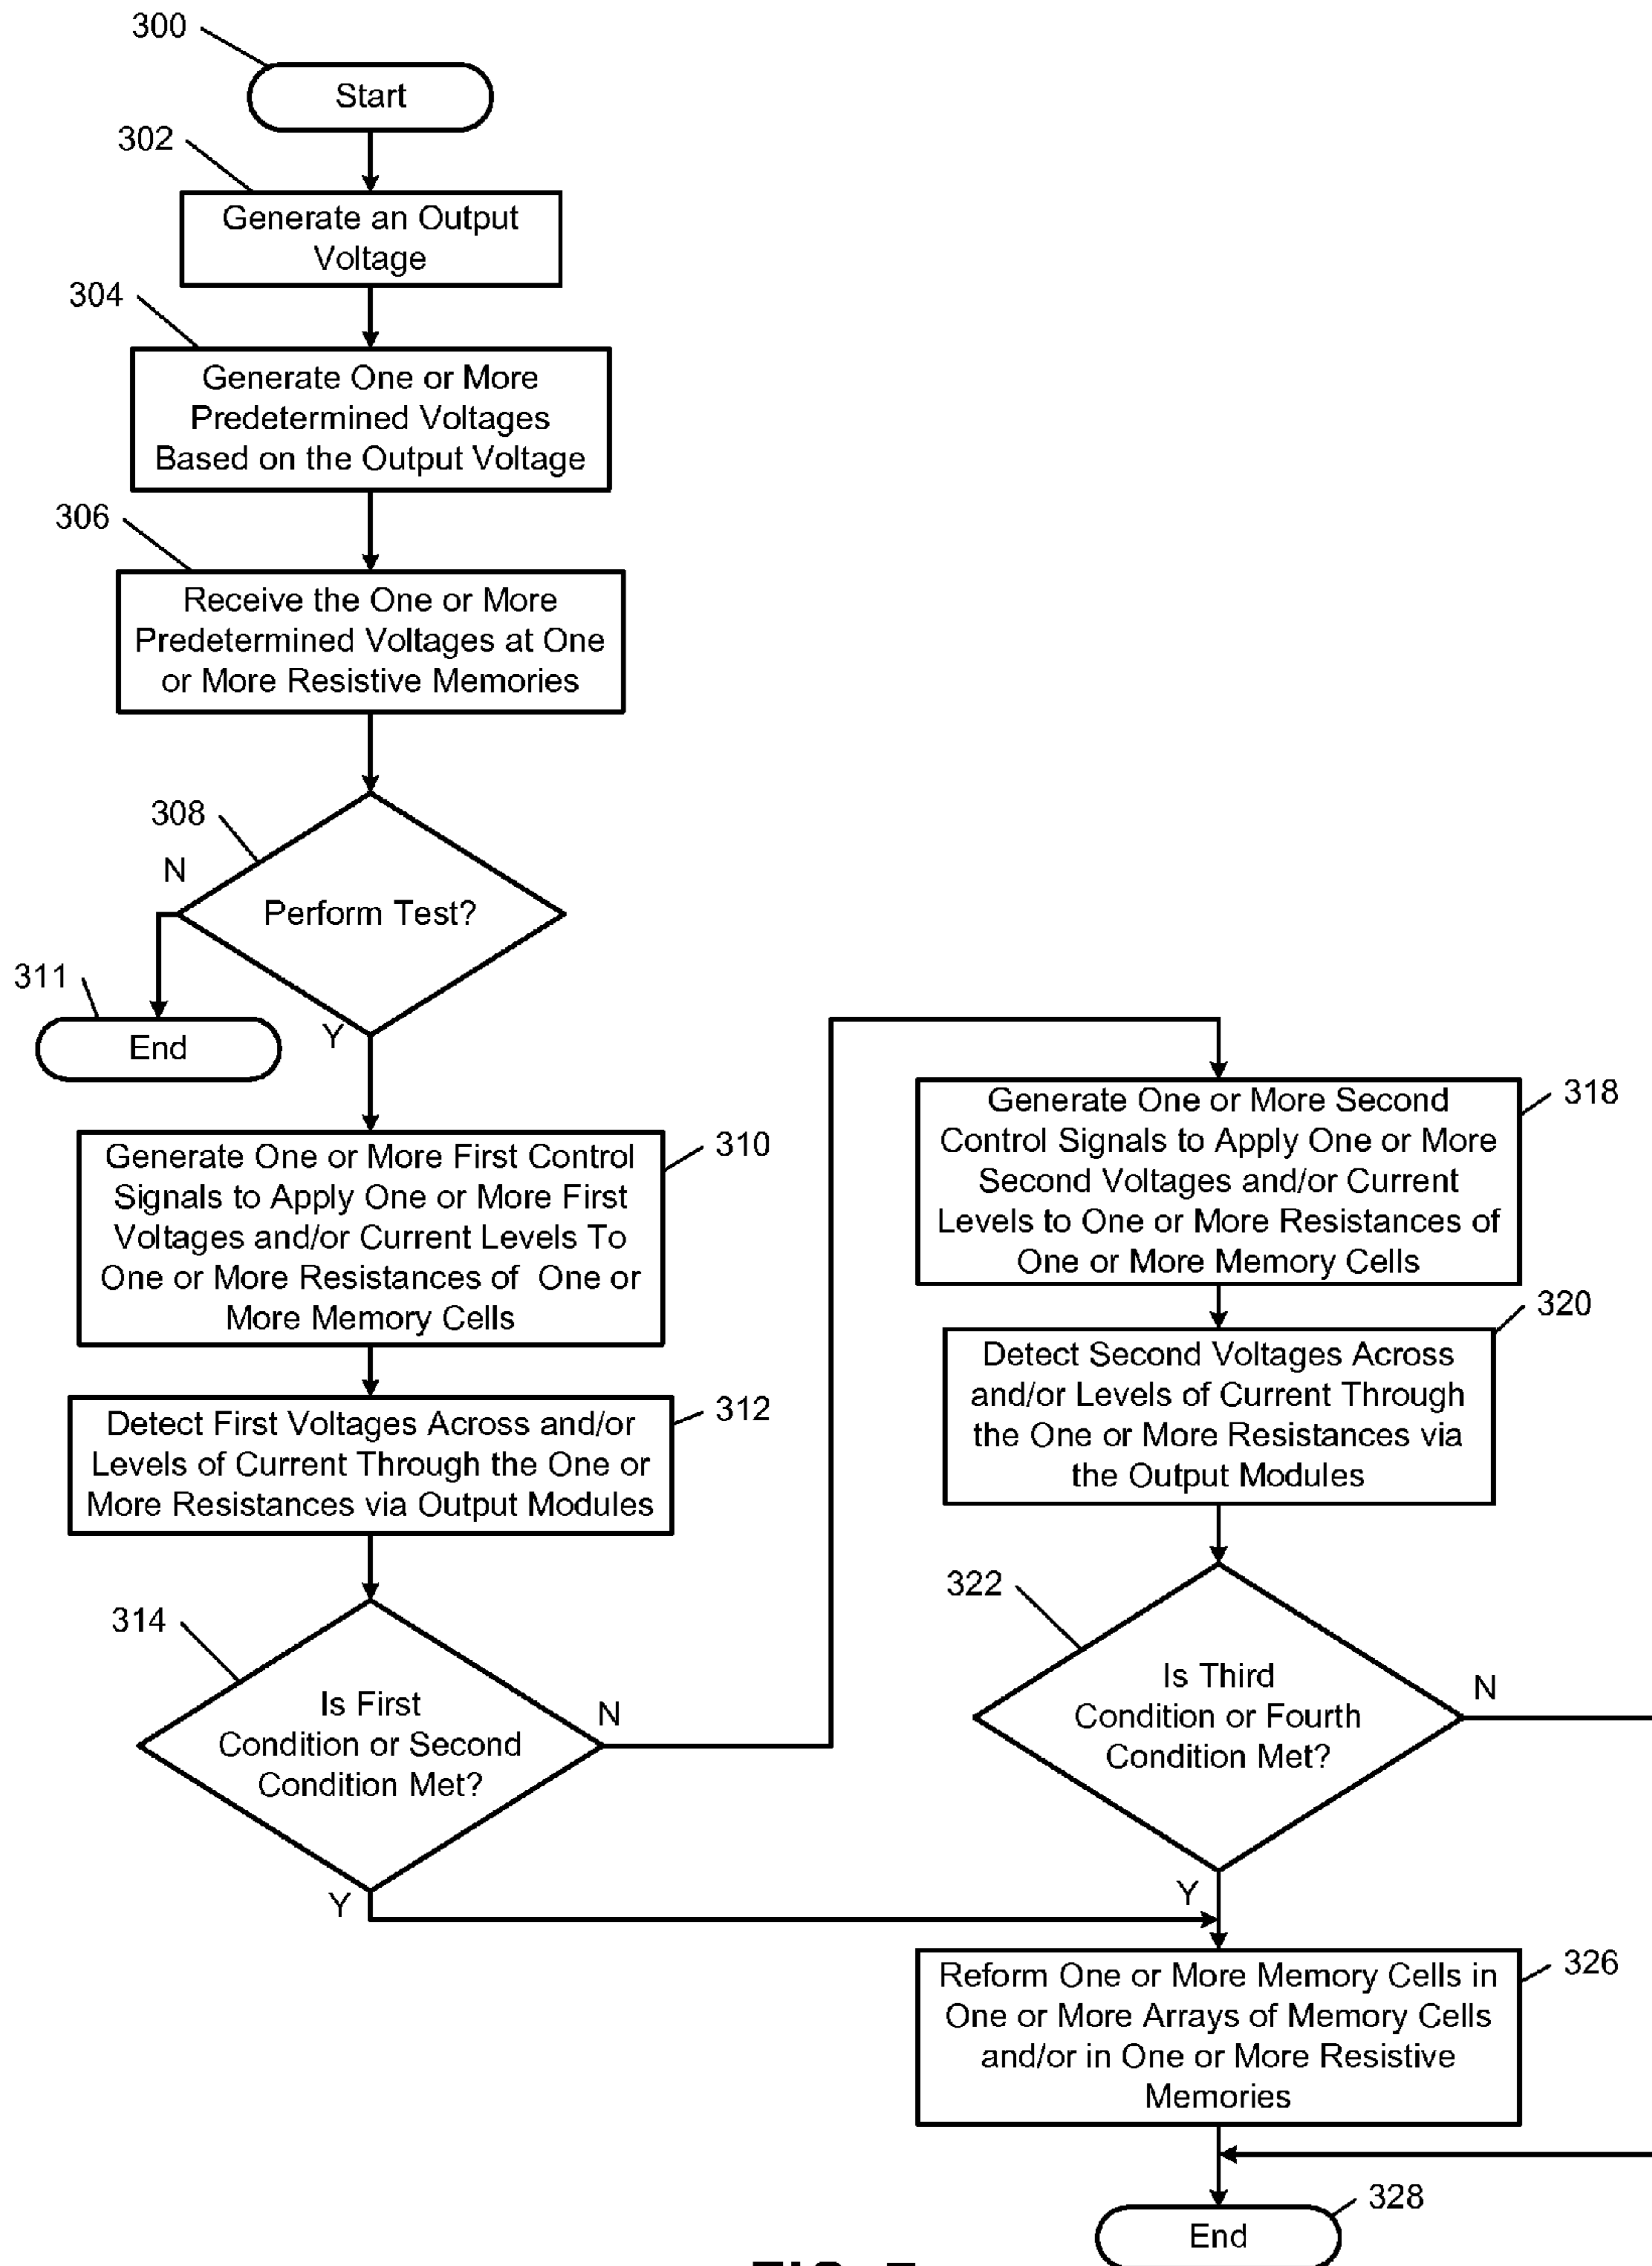 300
Start
302
Generate an Output
Voltage
304
Generate One or More
Predetermined Voltages
Based on the Output Voltage
306
Receive the One or More
Predetermined Voltages at One
or More Resistive Memories
308
N
Perform Test?
311
End
Y
310
Generate One or More First Control
Signals to Apply One or More First
Voltages and/or Current Levels To
One or More Resistances of One or
More Memory Cells
312
Detect First Voltages Across and/or
Levels of Current Through the One or
More Resistances via Output Modules
314
Is First
Condition or Second
Condition Met?
N
Y
318
Generate One or More Second
Control Signals to Apply One or More
Second Voltages and/or Current
Levels to One or More Resistances of
One or More Memory Cells
320
Detect Second Voltages Across
and/or Levels of Current Through
the One or More Resistances via
the Output Modules
322
Is Third
Condition or Fourth
Condition Met?
N
Y
326
Reform One or More Memory Cells in
One or More Arrays of Memory Cells
and/or in One or More Resistive
Memories
328
End